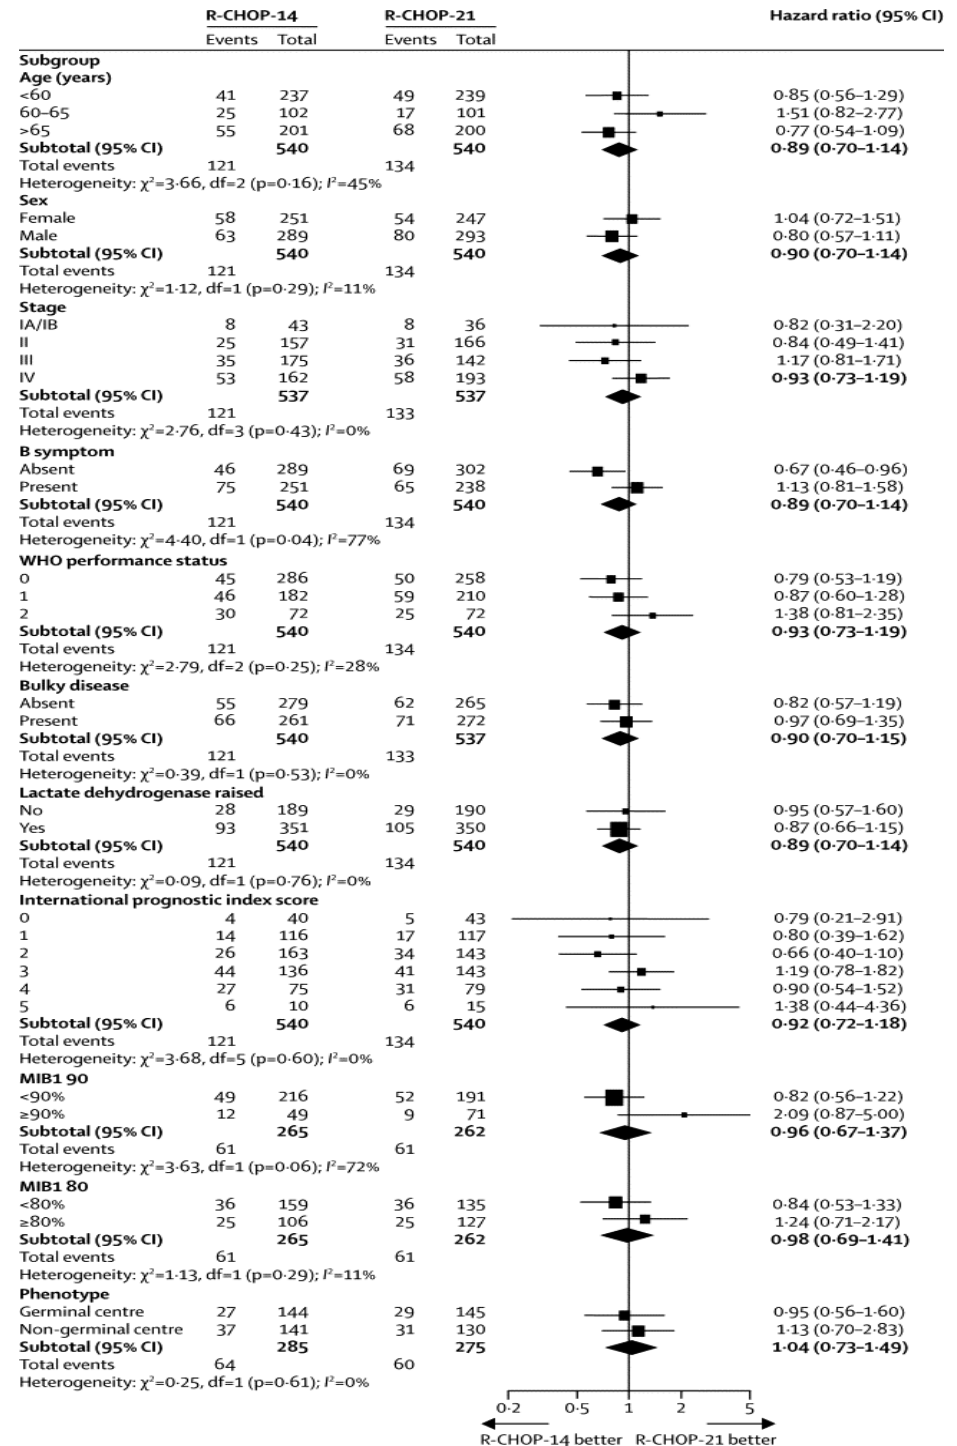 R-CHOP-14 R-CHOP-21 Hazard ratio (95% CI)
Events Total Events Total
Subgroup
Age (years)
<60 41 237 49 239 0·85 (0·56–1·29)
60–65 25 102 17 101 1·51 (0·82–2·77)
>65 55 201 68 200 0·77 (0·54–1·09)
Subtotal (95% CI) 540 540 0·89 (0·70–1·14)
Total events 121 134
Heterogeneity: χ²=3·66, df=2 (p=0·16); I²=45%
Sex
Female 58 251 54 247 1·04 (0·72–1·51)
Male 63 289 80 293 0·80 (0·57–1·11)
Subtotal (95% CI) 540 540 0·90 (0·70–1·14)
Total events 121 134
Heterogeneity: χ²=1·12, df=1 (p=0·29); I²=11%
Stage
IA/IB 8 43 8 36 0·82 (0·31–2·20)
II 25 157 31 166 0·84 (0·49–1·41)
III 35 175 36 142 1·17 (0·81–1·71)
IV 53 162 58 193 0·93 (0·73–1·19)
Subtotal (95% CI) 537 537
Total events 121 133
Heterogeneity: χ²=2·76, df=3 (p=0·43); I²=0%
B symptom
Absent 46 289 69 302 0·67 (0·46–0·96)
Present 75 251 65 238 1·13 (0·81–1·58)
Subtotal (95% CI) 540 540 0·89 (0·70–1·14)
Total events 121 134
Heterogeneity: χ²=4·40, df=1 (p=0·04); I²=77%
WHO performance status
0 45 286 50 258 0·79 (0·53–1·19)
1 46 182 59 210 0·87 (0·60–1·28)
2 30 72 25 72 1·38 (0·81–2·35)
Subtotal (95% CI) 540 540 0·93 (0·73–1·19)
Total events 121 134
Heterogeneity: χ²=2·79, df=2 (p=0·25); I²=28%
Bulky disease
Absent 55 279 62 265 0·82 (0·57–1·19)
Present 66 261 71 272 0·97 (0·69–1·35)
Subtotal (95% CI) 540 537 0·90 (0·70–1·15)
Total events 121 133
Heterogeneity: χ²=0·39, df=1 (p=0·53); I²=0%
Lactate dehydrogenase raised
No 28 189 29 190 0·95 (0·57–1·60)
Yes 93 351 105 350 0·87 (0·66–1·15)
Subtotal (95% CI) 540 540 0·89 (0·70–1·14)
Total events 121 134
Heterogeneity: χ²=0·09, df=1 (p=0·76); I²=0%
International prognostic index score
0 4 40 5 43 0·79 (0·21–2·91)
1 14 116 17 117 0·80 (0·39–1·62)
2 26 163 34 143 0·66 (0·40–1·10)
3 44 136 41 143 1·19 (0·78–1·82)
4 27 75 31 79 0·90 (0·54–1·52)
5 6 10 6 15 1·38 (0·44–4·36)
Subtotal (95% CI) 540 540 0·92 (0·72–1·18)
Total events 121 134
Heterogeneity: χ²=3·68, df=5 (p=0·60); I²=0%
MIB1 90
<90% 49 216 52 191 0·82 (0·56–1·22)
≥90% 12 49 9 71 2·09 (0·87–5·00)
Subtotal (95% CI) 265 262 0·96 (0·67–1·37)
Total events 61 61
Heterogeneity: χ²=3·63, df=1 (p=0·06); I²=72%
MIB1 80
<80% 36 159 36 135 0·84 (0·53–1·33)
≥80% 25 106 25 127 1·24 (0·71–2·17)
Subtotal (95% CI) 265 262 0·98 (0·69–1·41)
Total events 61 61
Heterogeneity: χ²=1·13, df=1 (p=0·29); I²=11%
Phenotype
Germinal centre 27 144 29 145 0·95 (0·56–1·60)
Non-germinal centre 37 141 31 130 1·13 (0·70–2·83)
Subtotal (95% CI) 285 275 1·04 (0·73–1·49)
Total events 64 60
Heterogeneity: χ²=0·25, df=1 (p=0·61); I²=0%
0·2 0·5 1 2 5
R-CHOP-14 better R-CHOP-21 better